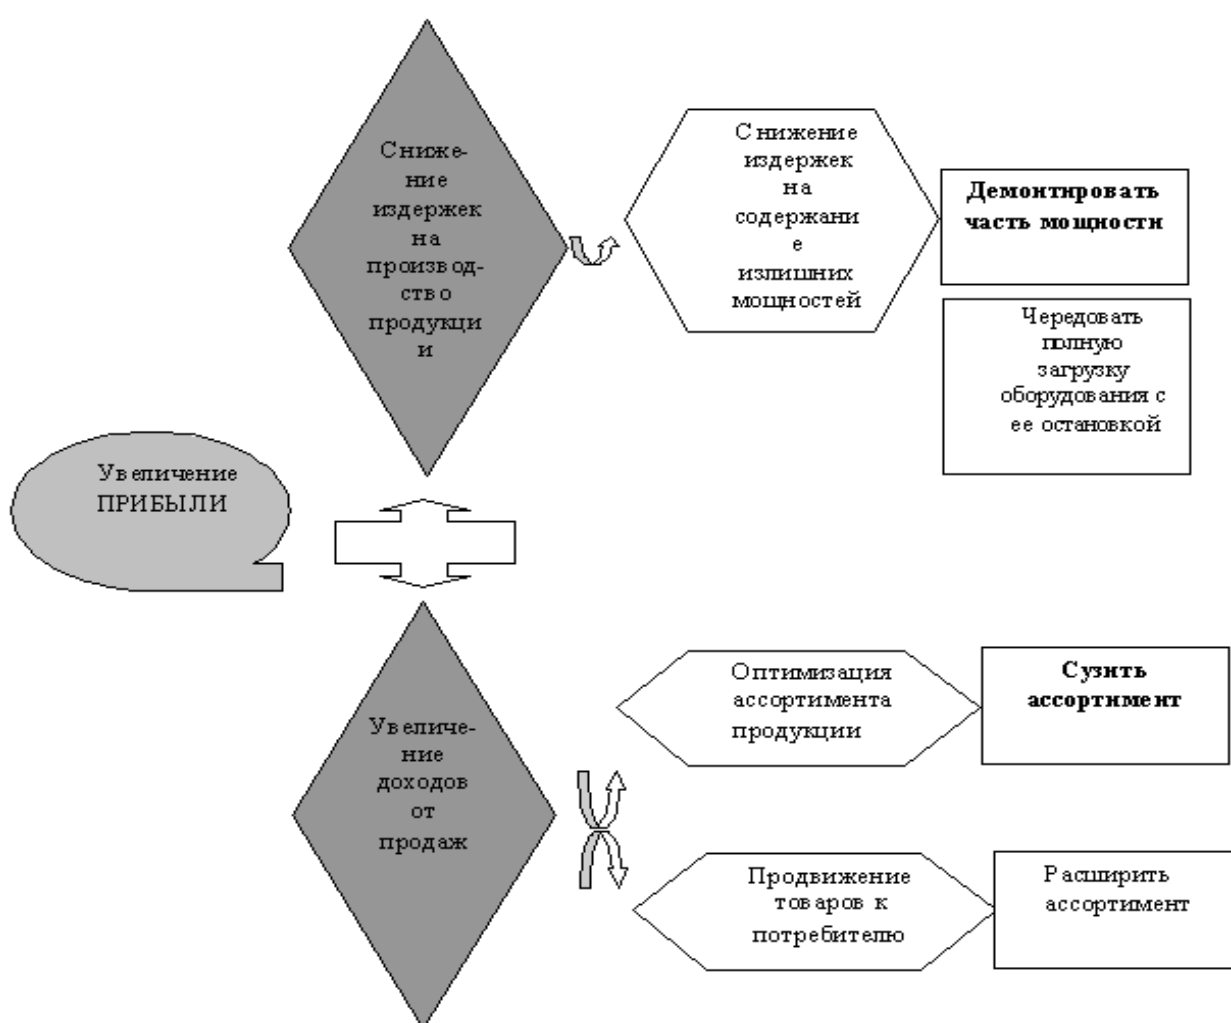 Сниже-
ние
издержек
на
производ-
ство
продукци
и
Снижение
издержек
на
содержани
е
излишних
мощностей
Демонтировать
часть мощности
Чередовать
полную
загрузку
оборудования с
ее остановкой
Увеличение
ПРИБЫЛИ
Увеличе-
ние
доходов
от
продаж
Оптимизация
ассортимента
продукции
Сузить
ассортимент
Продвижение
товаров к
потребителю
Расширить
ассортимент